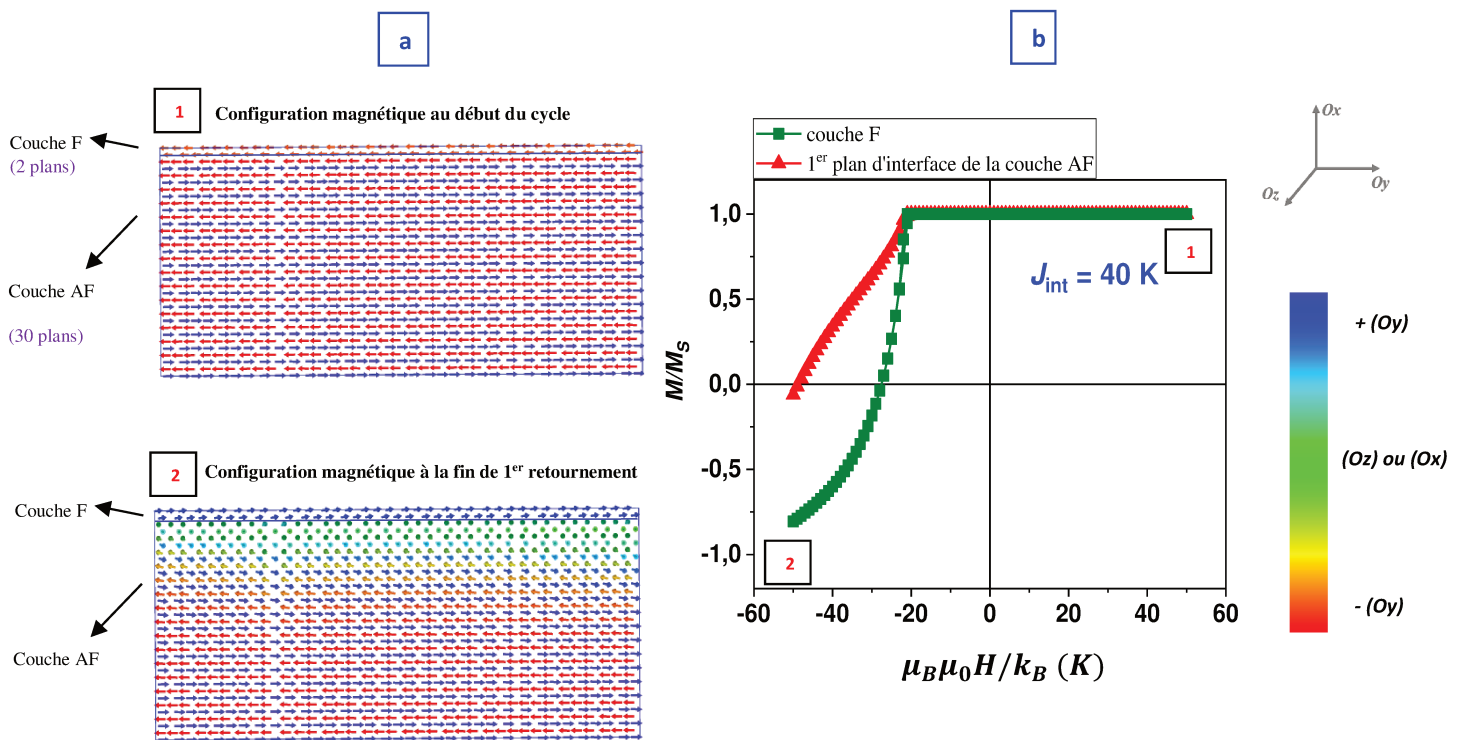 a
b
1
Configuration magnétique au début du cycle
Couche F
(2 plans)
Couche AF
(30 plans)
2
Configuration magnétique à la fin de 1er retournement
Couche F
Couche AF
couche F
1er plan d'interface de la couche AF
1,0
0,5
0,0
-0,5
-1,0
M/MS
1
Jint = 40 K
2
-60 -40 -20 0 20 40 60
μBμ0H/kB (K)
Ox
Oz
Oy
+ (Oy)
(Oz) ou (Ox)
- (Oy)